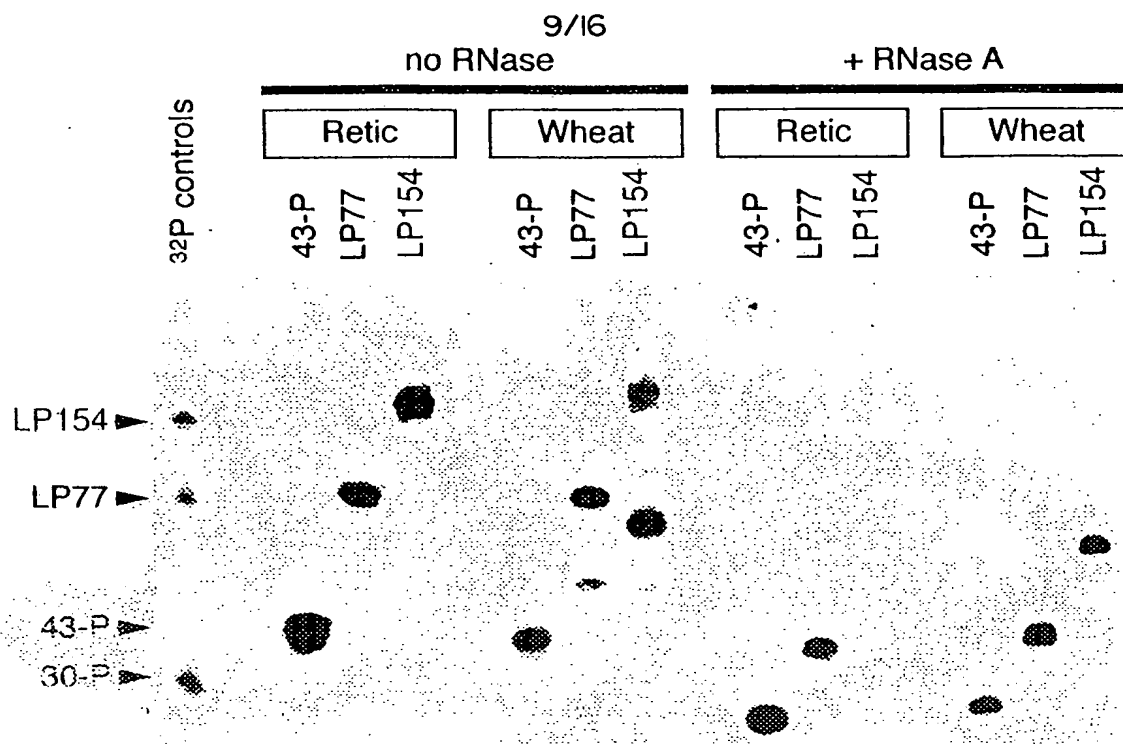 9/16
no RNase + RNase A
³²P controls
Retic Wheat Retic Wheat
43-P LP77 LP154 43-P LP77 LP154 43-P LP77 LP154 43-P LP77 LP154
LP154
LP77
43-P
30-P